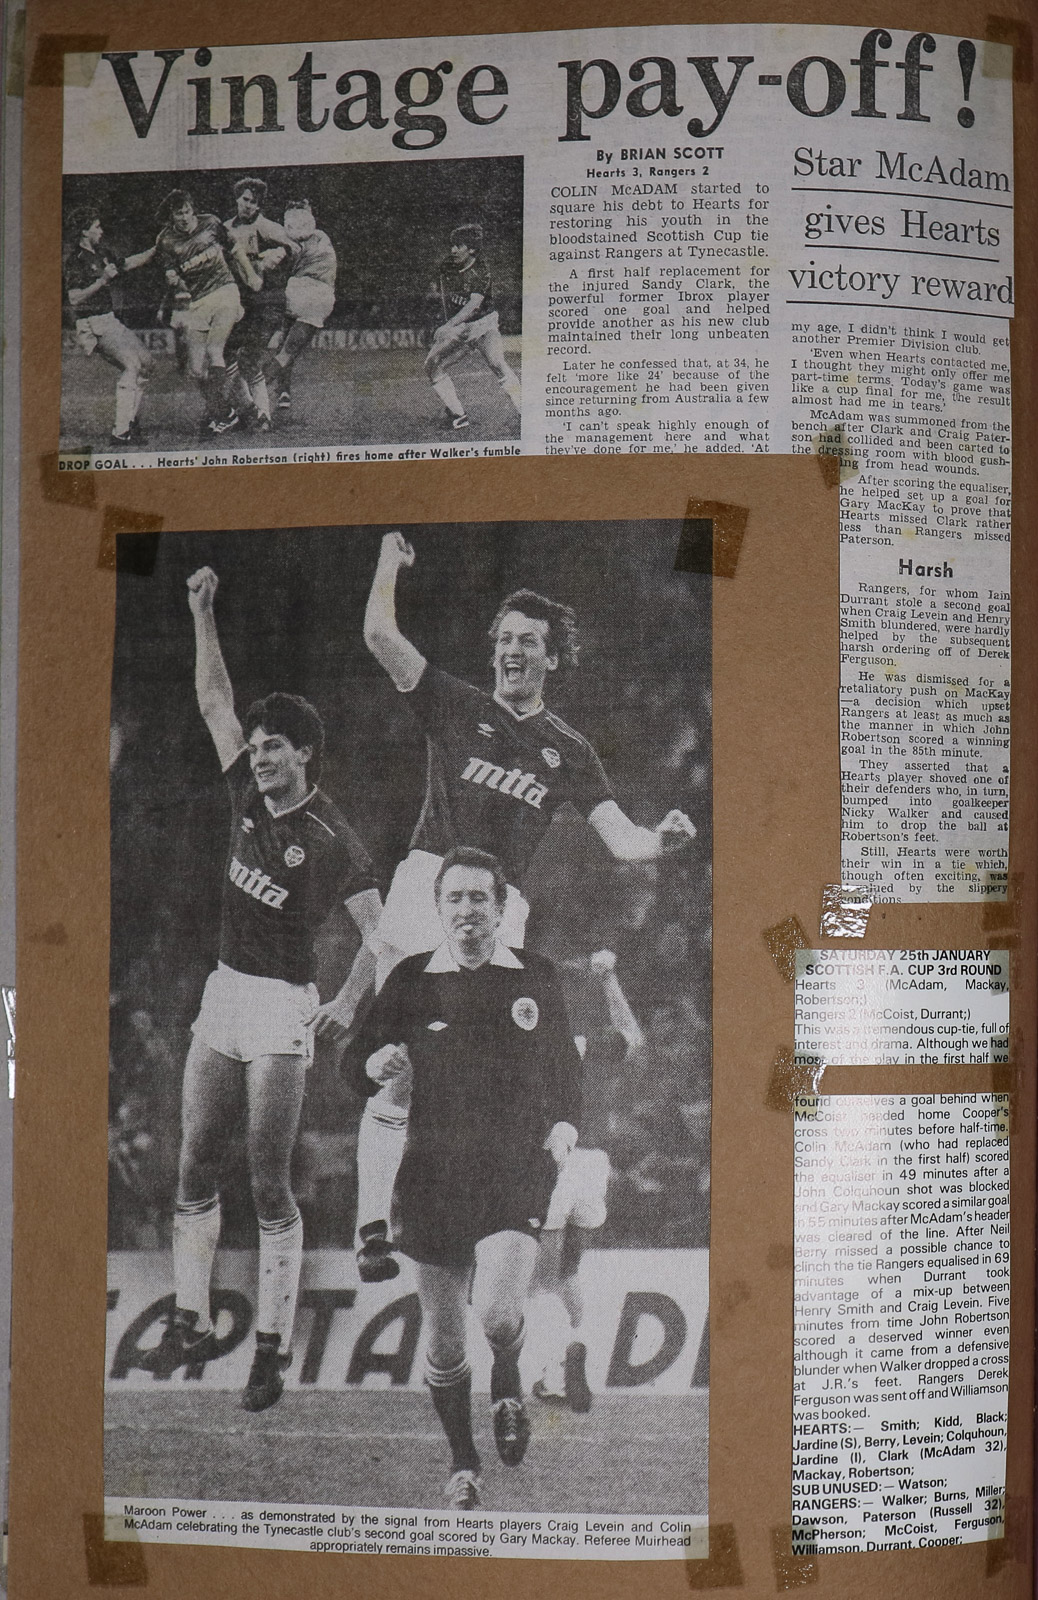 Vintage pay-off!
By BRIAN SCOTT
Hearts 3, Rangers 2
COLIN McADAM started to
square his debt to Hearts for
restoring his youth in the
bloodstained Scottish Cup tie
against Rangers at Tynecastle.
A first half replacement for
the injured Sandy Clark, the
powerful former Ibrox player
scored one goal and helped
provide another as his new club
maintained their long unbeaten
record.
Later he confessed that, at 34, he
felt 'more like 24' because of the
encouragement he had been given
since returning from Australia a few
months ago.
'I can't speak highly enough of
the management here and what
they've done for me,' he added. 'At
Star McAdam
gives Hearts
victory reward
my age, I didn't think I would get
another Premier Division club.
'Even when Hearts contacted me,
I thought they might only offer me
part-time terms. Today's game was
like a cup final for me, the result
almost had me in tears.'
McAdam was summoned from the
bench after Clark and Craig Pater-
son had collided and been carted to
the dressing room with blood gush-
ing from head wounds.
After scoring the equaliser,
he helped set up a goal for
Gary MacKay to prove that
Hearts missed Clark rather
less than Rangers missed
Paterson.
Harsh
Rangers, for whom Iain
Durrant stole a second goal
when Craig Levein and Henry
Smith blundered, were hardly
helped by the subsequent
harsh ordering off of Derek
Ferguson.
He was dismissed for a
retaliatory push on MacKay
—a decision which upset
Rangers at least as much as
the manner in which John
Robertson scored a winning
goal in the 85th minute.
They asserted that a
Hearts player shoved one of
their defenders who, in turn,
bumped into goalkeeper
Nicky Walker and caused
him to drop the ball at
Robertson's feet.
Still, Hearts were worth
their win in a tie which,
though often exciting, was
by the slippery
conditions
DROP GOAL . . . Hearts' John Robertson (right) fires home after Walker's fumble
mita
mita
Maroon Power . . . as demonstrated by the signal from Hearts players Craig Levein and Colin
McAdam celebrating the Tynecastle club's second goal scored by Gary Mackay. Referee Muirhead
appropriately remains impassive.
SATURDAY 25th JANUARY
SCOTTISH F.A. CUP 3rd ROUND
Hearts 3 (McAdam, Mackay,
Robertson;)
Rangers 2 (McCoist, Durrant;)
This was a tremendous cup-tie, full of
interest and drama. Although we had
most of the play in the first half we
found ourselves a goal behind when
McCoist headed home Cooper's
cross two minutes before half-time.
Colin McAdam (who had replaced
Sandy Clark in the first half) scored
the equaliser in 49 minutes after a
John Colquhoun shot was blocked
and Gary Mackay scored a similar goal
in 55 minutes after McAdam's header
was cleared of the line. After Neil
Berry missed a possible chance to
clinch the tie Rangers equalised in 69
minutes when Durrant took
advantage of a mix-up between
Henry Smith and Craig Levein. Five
minutes from time John Robertson
scored a deserved winner even
although it came from a defensive
blunder when Walker dropped a cross
at J.R.'s feet. Rangers Derek
Ferguson was sent off and Williamson
was booked.
HEARTS:— Smith; Kidd, Black;
Jardine (S), Berry, Levein; Colquhoun,
Jardine (I), Clark (McAdam 32),
Mackay, Robertson;
SUB UNUSED:— Watson;
RANGERS:— Walker; Burns, Miller;
Dawson, Paterson (Russell 32),
McPherson; McCoist, Ferguson,
Williamson, Durrant, Cooper;